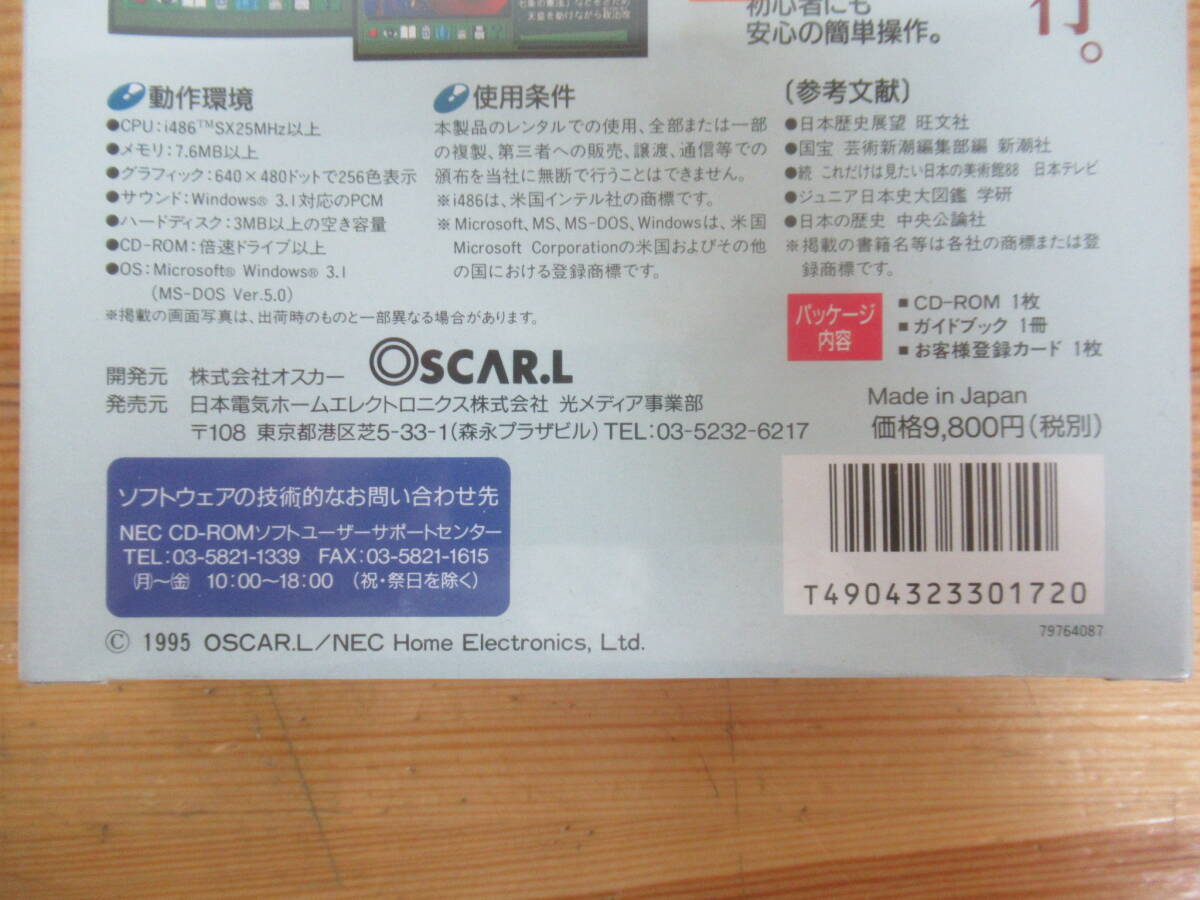 天皇を助けながら政治改
初心者にも
安心の簡単操作。
行。
動作環境
●CPU:i486™SX25MHz以上
●メモリ:7.6MB以上
●グラフィック:640×480ドットで256色表示
●サウンド:Windows® 3.1対応のPCM
●ハードディスク:3MB以上の空き容量
●CD-ROM:倍速ドライブ以上
●OS:Microsoft® Windows® 3.1
(MS-DOS Ver.5.0)
※掲載の画面写真は、出荷時のものと一部異なる場合があります。
使用条件
本製品のレンタルでの使用、全部または一部
の複製、第三者への販売、譲渡、通信等での
頒布を当社に無断で行うことはできません。
※i486は、米国インテル社の商標です。
※Microsoft、MS、MS-DOS、Windowsは、米国
Microsoft Corporationの米国およびその他
の国における登録商標です。
〔参考文献〕
●日本歴史展望 旺文社
●国宝 芸術新潮編集部編 新潮社
●続 これだけは見たい日本の美術館88 日本テレビ
●ジュニア日本史大図鑑 学研
●日本の歴史 中央公論社
※掲載の書籍名等は各社の商標または登
録商標です。
パッケージ
内容
■CD-ROM 1枚
■ガイドブック 1冊
■お客様登録カード 1枚
開発元 株式会社オスカー OSCAR.L
発売元 日本電気ホームエレクトロニクス株式会社 光メディア事業部
〒108 東京都港区芝5-33-1(森永プラザビル)TEL:03-5232-6217
Made in Japan
価格9,800円(税別)
ソフトウェアの技術的なお問い合わせ先
NEC CD-ROMソフトユーザーサポートセンター
TEL:03-5821-1339 FAX:03-5821-1615
㈪〜㈮ 10:00〜18:00 (祝・祭日を除く)
T4904323301720
79764087
© 1995 OSCAR.L/NEC Home Electronics, Ltd.